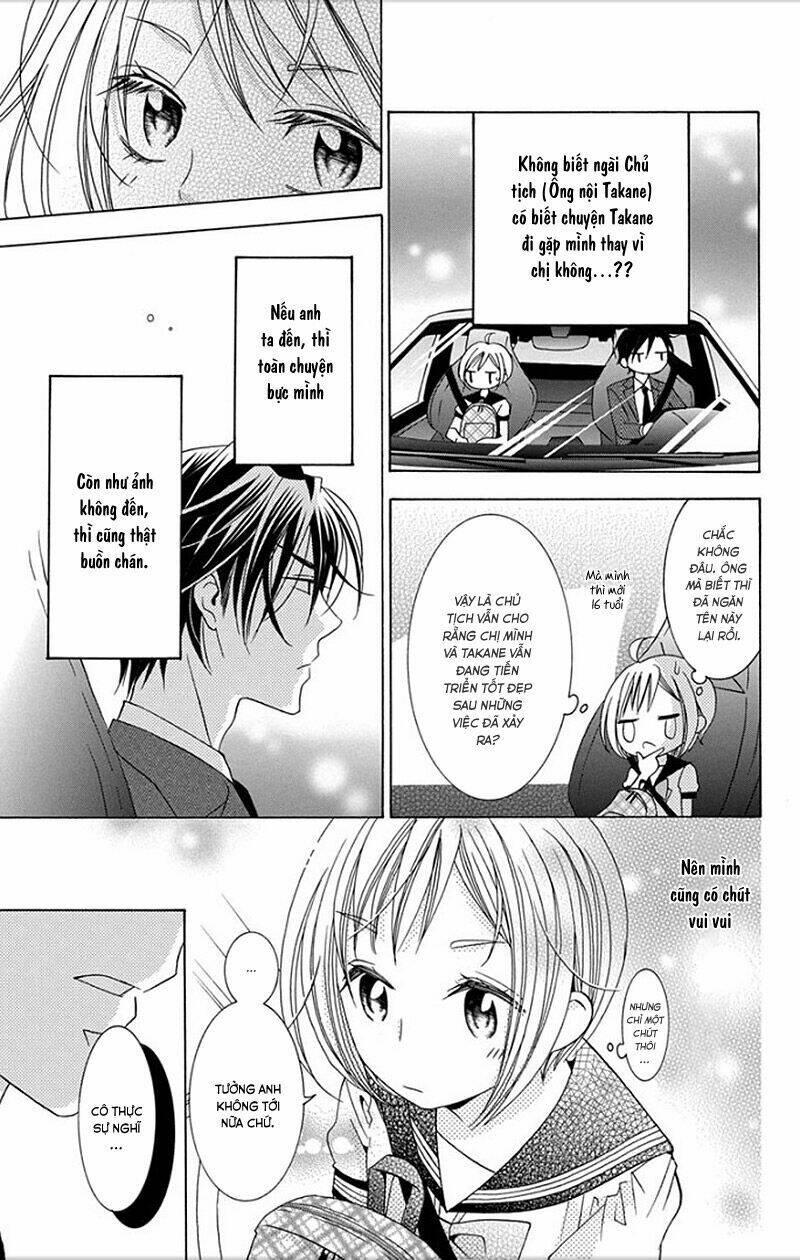 Không biết ngài Chủ
tịch (Ông nội Takane)
có biết chuyện Takane
đi gặp mình thay vì
chị không...??
Nếu anh
ta đến, thì
toàn chuyện
bực mình
Còn như ảnh
không đến,
thì cũng thật
buồn chán.
CHẮC
KHÔNG
ĐÂU. ÔNG
MÀ BIẾT THÌ
ĐÃ NGĂN
TÊN NÀY
LẠI RỒI.
Mà mình
thì mới
16 tuổi
VẬY LÀ CHỦ
TỊCH VẪN CHO
RẰNG CHỊ MÌNH
VÀ TAKANE VẪN
ĐANG TIẾN
TRIỂN TỐT ĐẸP
SAU NHỮNG
VIỆC ĐÃ XẢY
RA?
Nên mình
cũng có chút
vui vui
NHƯNG
CHỈ MỘT
CHÚT
THÔI
...
...
TƯỞNG ANH
KHÔNG TỚI
NỮA CHỨ.
CÔ THỰC
SỰ NGHĨ
...